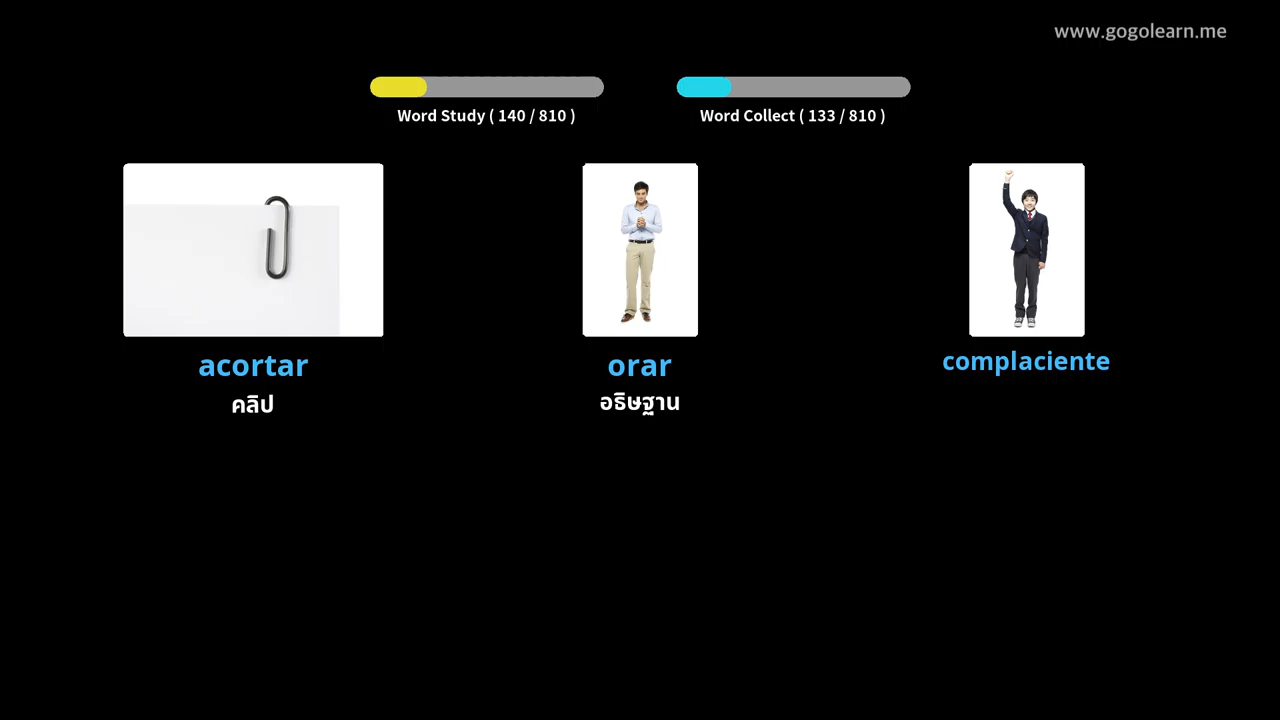 www.gogolearn.me
Word Study ( 140 / 810 )
Word Collect ( 133 / 810 )
acortar
คลิป
orar
อธิษฐาน
complaciente